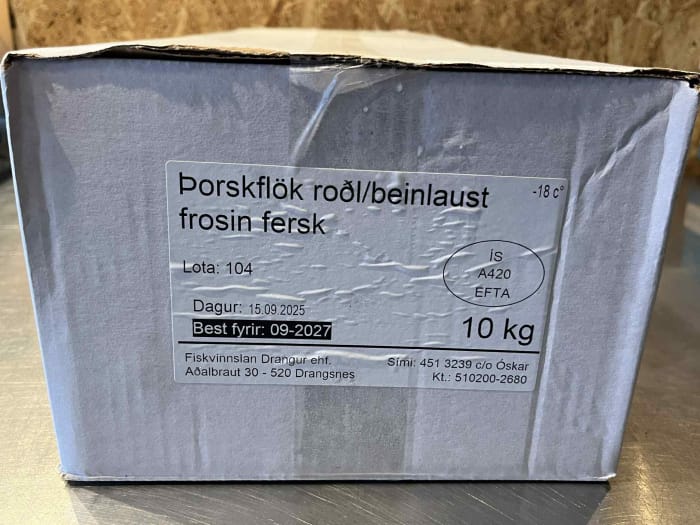 Þorskflök roðl/beinlaust
-18 c°
frosin fersk
ÍS
A420
EFTA
Lota: 104
Dagur: 15.09.2025
Best fyrir: 09-2027
10 kg
Fiskvinnslan Drangur ehf.
Aðalbraut 30 - 520 Drangsnes
Sími: 451 3239 c/o Óskar
Kt.: 510200-2680